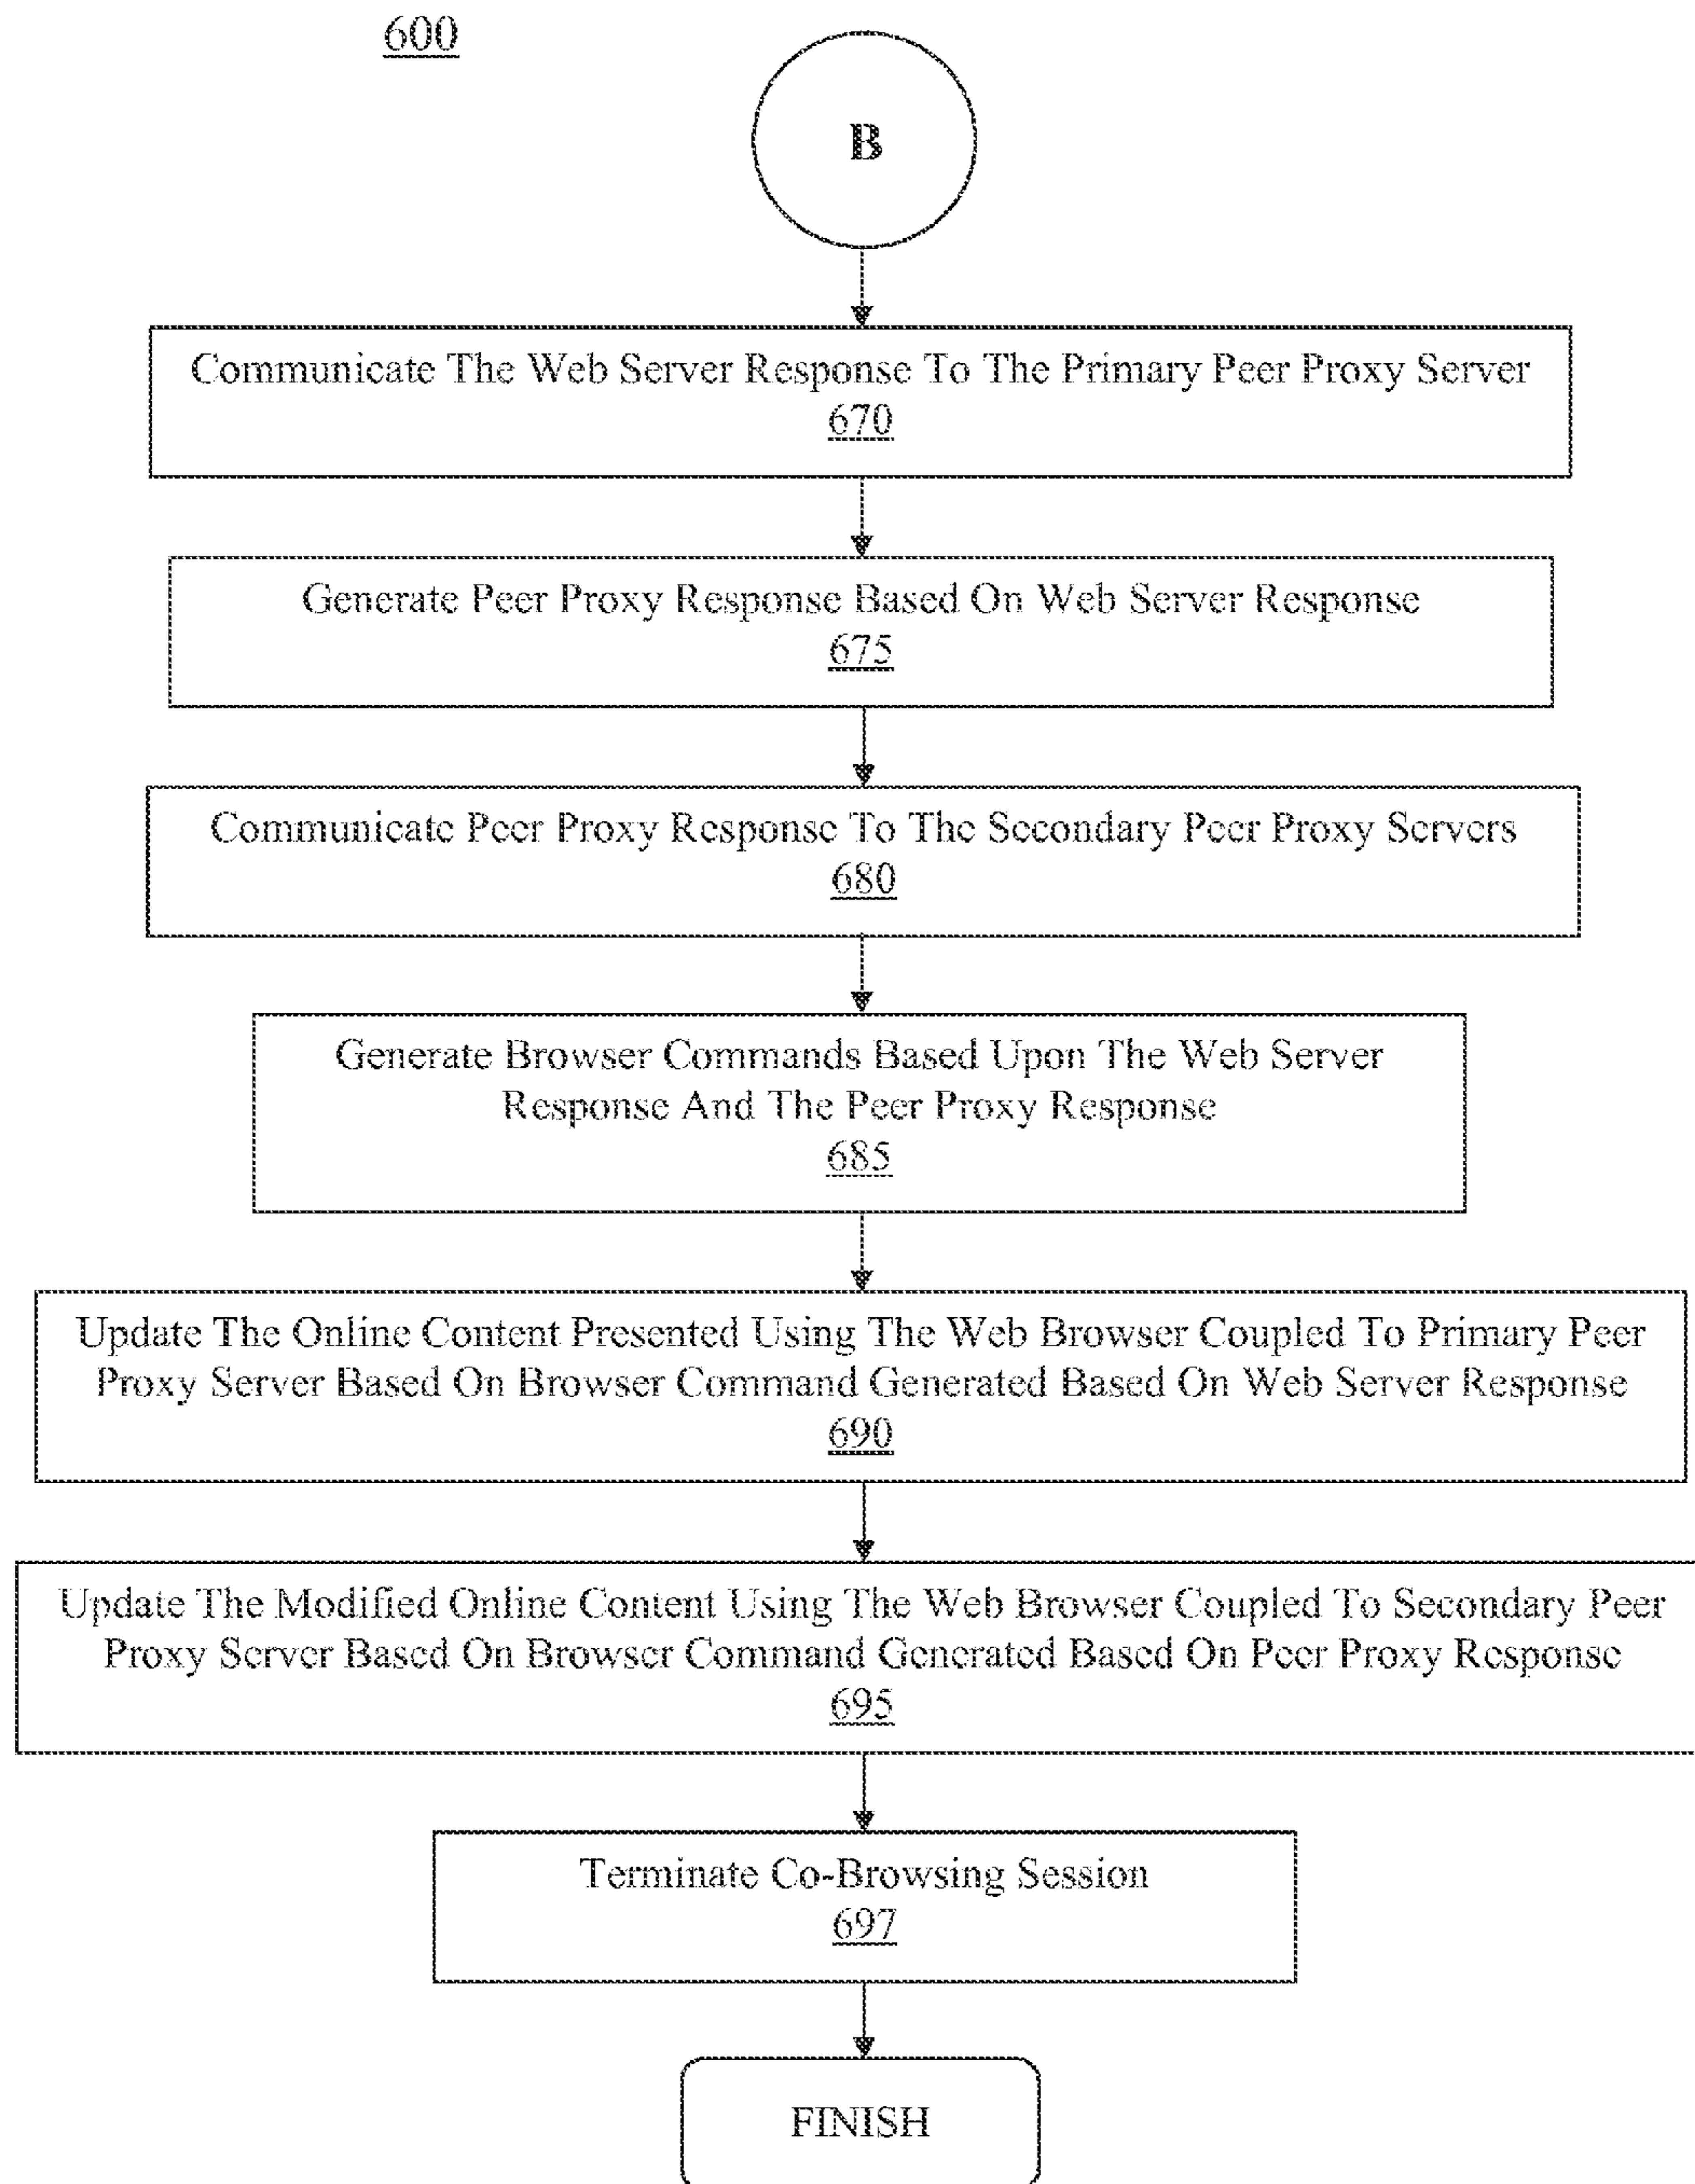 600
B
Communicate The Web Server Response To The Primary Peer Proxy Server
670
Generate Peer Proxy Response Based On Web Server Response
675
Communicate Peer Proxy Response To The Secondary Peer Proxy Servers
680
Generate Browser Commands Based Upon The Web Server
Response And The Peer Proxy Response
685
Update The Online Content Presented Using The Web Browser Coupled To Primary Peer
Proxy Server Based On Browser Command Generated Based On Web Server Response
690
Update The Modified Online Content Using The Web Browser Coupled To Secondary Peer
Proxy Server Based On Browser Command Generated Based On Peer Proxy Response
695
Terminate Co-Browsing Session
697
FINISH